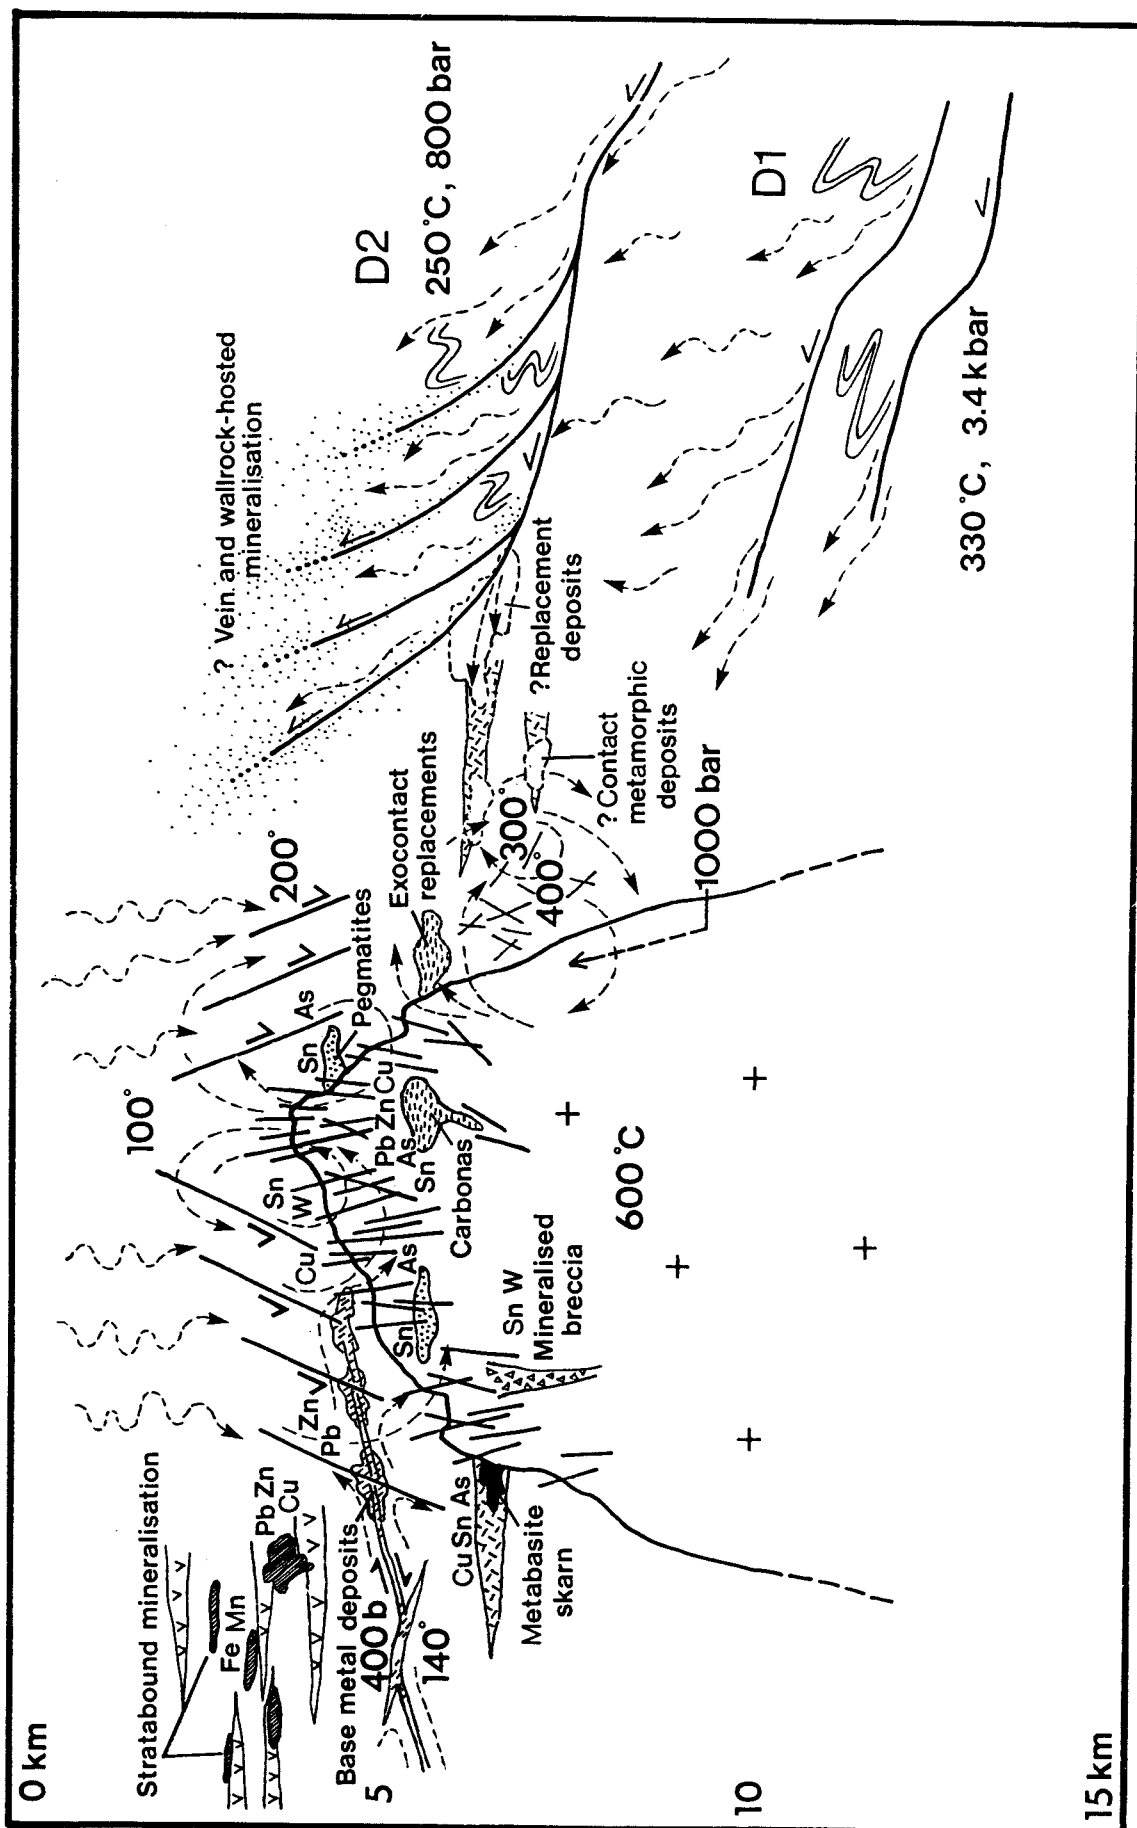 0 km
5
10
15 km
Stratabound mineralisation
Fe Mn
Pb Zn
Cu
Base metal deposits
400 b
140°
Zn
Pb
Cu Sn As
Metabasite
skarn
Sn W
Mineralised
breccia
Cu
As
Sn
Sn
W
Pb Zn Cu
As
Sn
Carbonas
100°
Sn
As
Pegmatites
200°
Exocontact
replacements
300°
400°
600°C
1000 bar
? Contact
metamorphic
deposits
? Replacement
deposits
? Vein and wallrock-hosted
mineralisation
D2
250°C, 800 bar
D1
330°C, 3.4 kbar